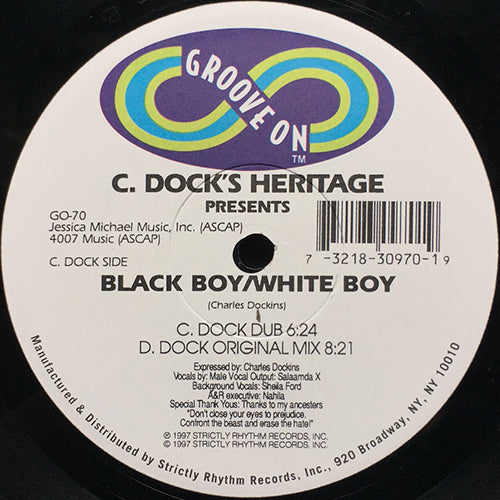 GROOVE ON
TM
C. DOCK'S HERITAGE
PRESENTS
GO-70
Jessica Michael Music, Inc. (ASCAP)
4007 Music (ASCAP)
C. DOCK SIDE
7 -3218-30970-1 9
BLACK BOY/WHITE BOY
(Charles Dockins)
C. DOCK DUB 6:24
D. DOCK ORIGINAL MIX 8:21
Expressed by: Charles Dockins
Vocals by: Male Vocal Output: Salaamda X
Background Vocals: Sheila Ford
A&R executive: Nahila
Special Thank Yous: Thanks to my ancesters
"Don't close your eyes to prejudice.
Confront the beast and erase the hate!"
℗ 1997 STRICTLY RHYTHM RECORDS, INC.
© 1997 STRICTLY RHYTHM RECORDS, INC.
Manufactured & Distributed by Strictly Rhythm Records, Inc., 920 Broadway, NY, NY 10010